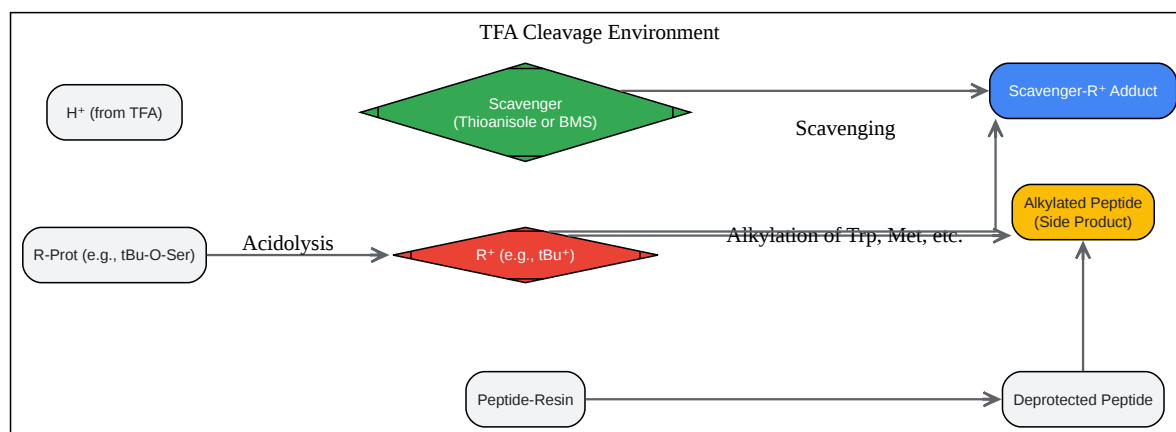 TFA Cleavage Environment
H⁺ (from TFA)
Scavenger
(Thioanisole or BMS)
Scavenger-R⁺ Adduct
Scavenging
R-Prot (e.g., tBu-O-Ser)
Acidolysis
R⁺ (e.g., tBu⁺)
Alkylation of Trp, Met, etc.
Alkylated Peptide
(Side Product)
Peptide-Resin
Deprotected Peptide